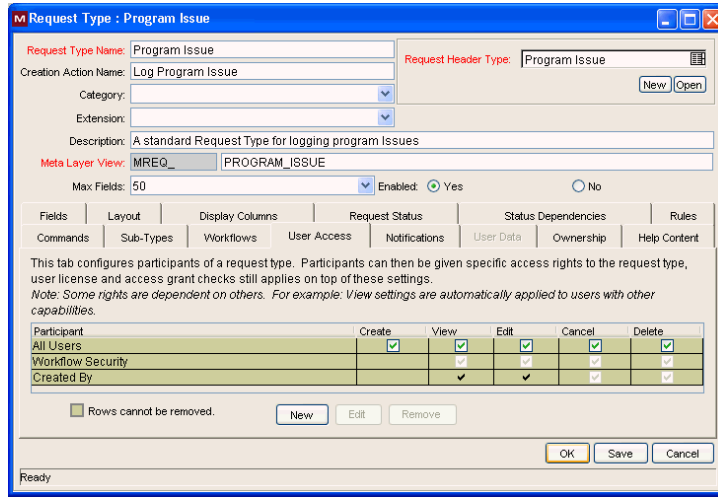 Request Type : Program Issue
Request Type Name: Program Issue
Request Header Type: Program Issue
Creation Action Name: Log Program Issue
New Open
Category:
Extension:
Description: A standard Request Type for logging program Issues
Meta Layer View: MREQ_ PROGRAM_ISSUE
Max Fields: 50 Enabled: Yes No
Fields Layout Display Columns Request Status Status Dependencies Rules
Commands Sub-Types Workflows User Access Notifications User Data Ownership Help Content
This tab configures participants of a request type. Participants can then be given specific access rights to the request type,
user license and access grant checks still applies on top of these settings.
Note: Some rights are dependent on others. For example: View settings are automatically applied to users with other
capabilities.
Participant Create View Edit Cancel Delete
All Users
Workflow Security
Created By
Rows cannot be removed. New Edit Remove
OK Save Cancel
Ready